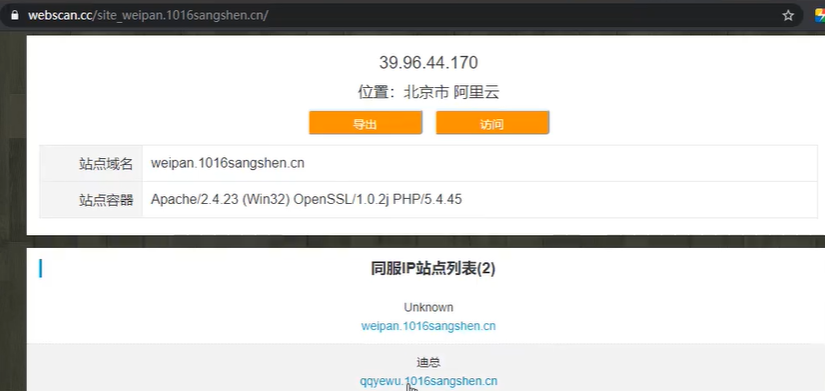 webscan.cc/site_weipan.1016sangshen.cn/
39.96.44.170
位置：北京市 阿里云
导出 访问
站点域名 weipan.1016sangshen.cn
站点容器 Apache/2.4.23 (Win32) OpenSSL/1.0.2j PHP/5.4.45
同服IP站点列表(2)
Unknown
weipan.1016sangshen.cn
迪总
qqyewu.1016sangshen.cn